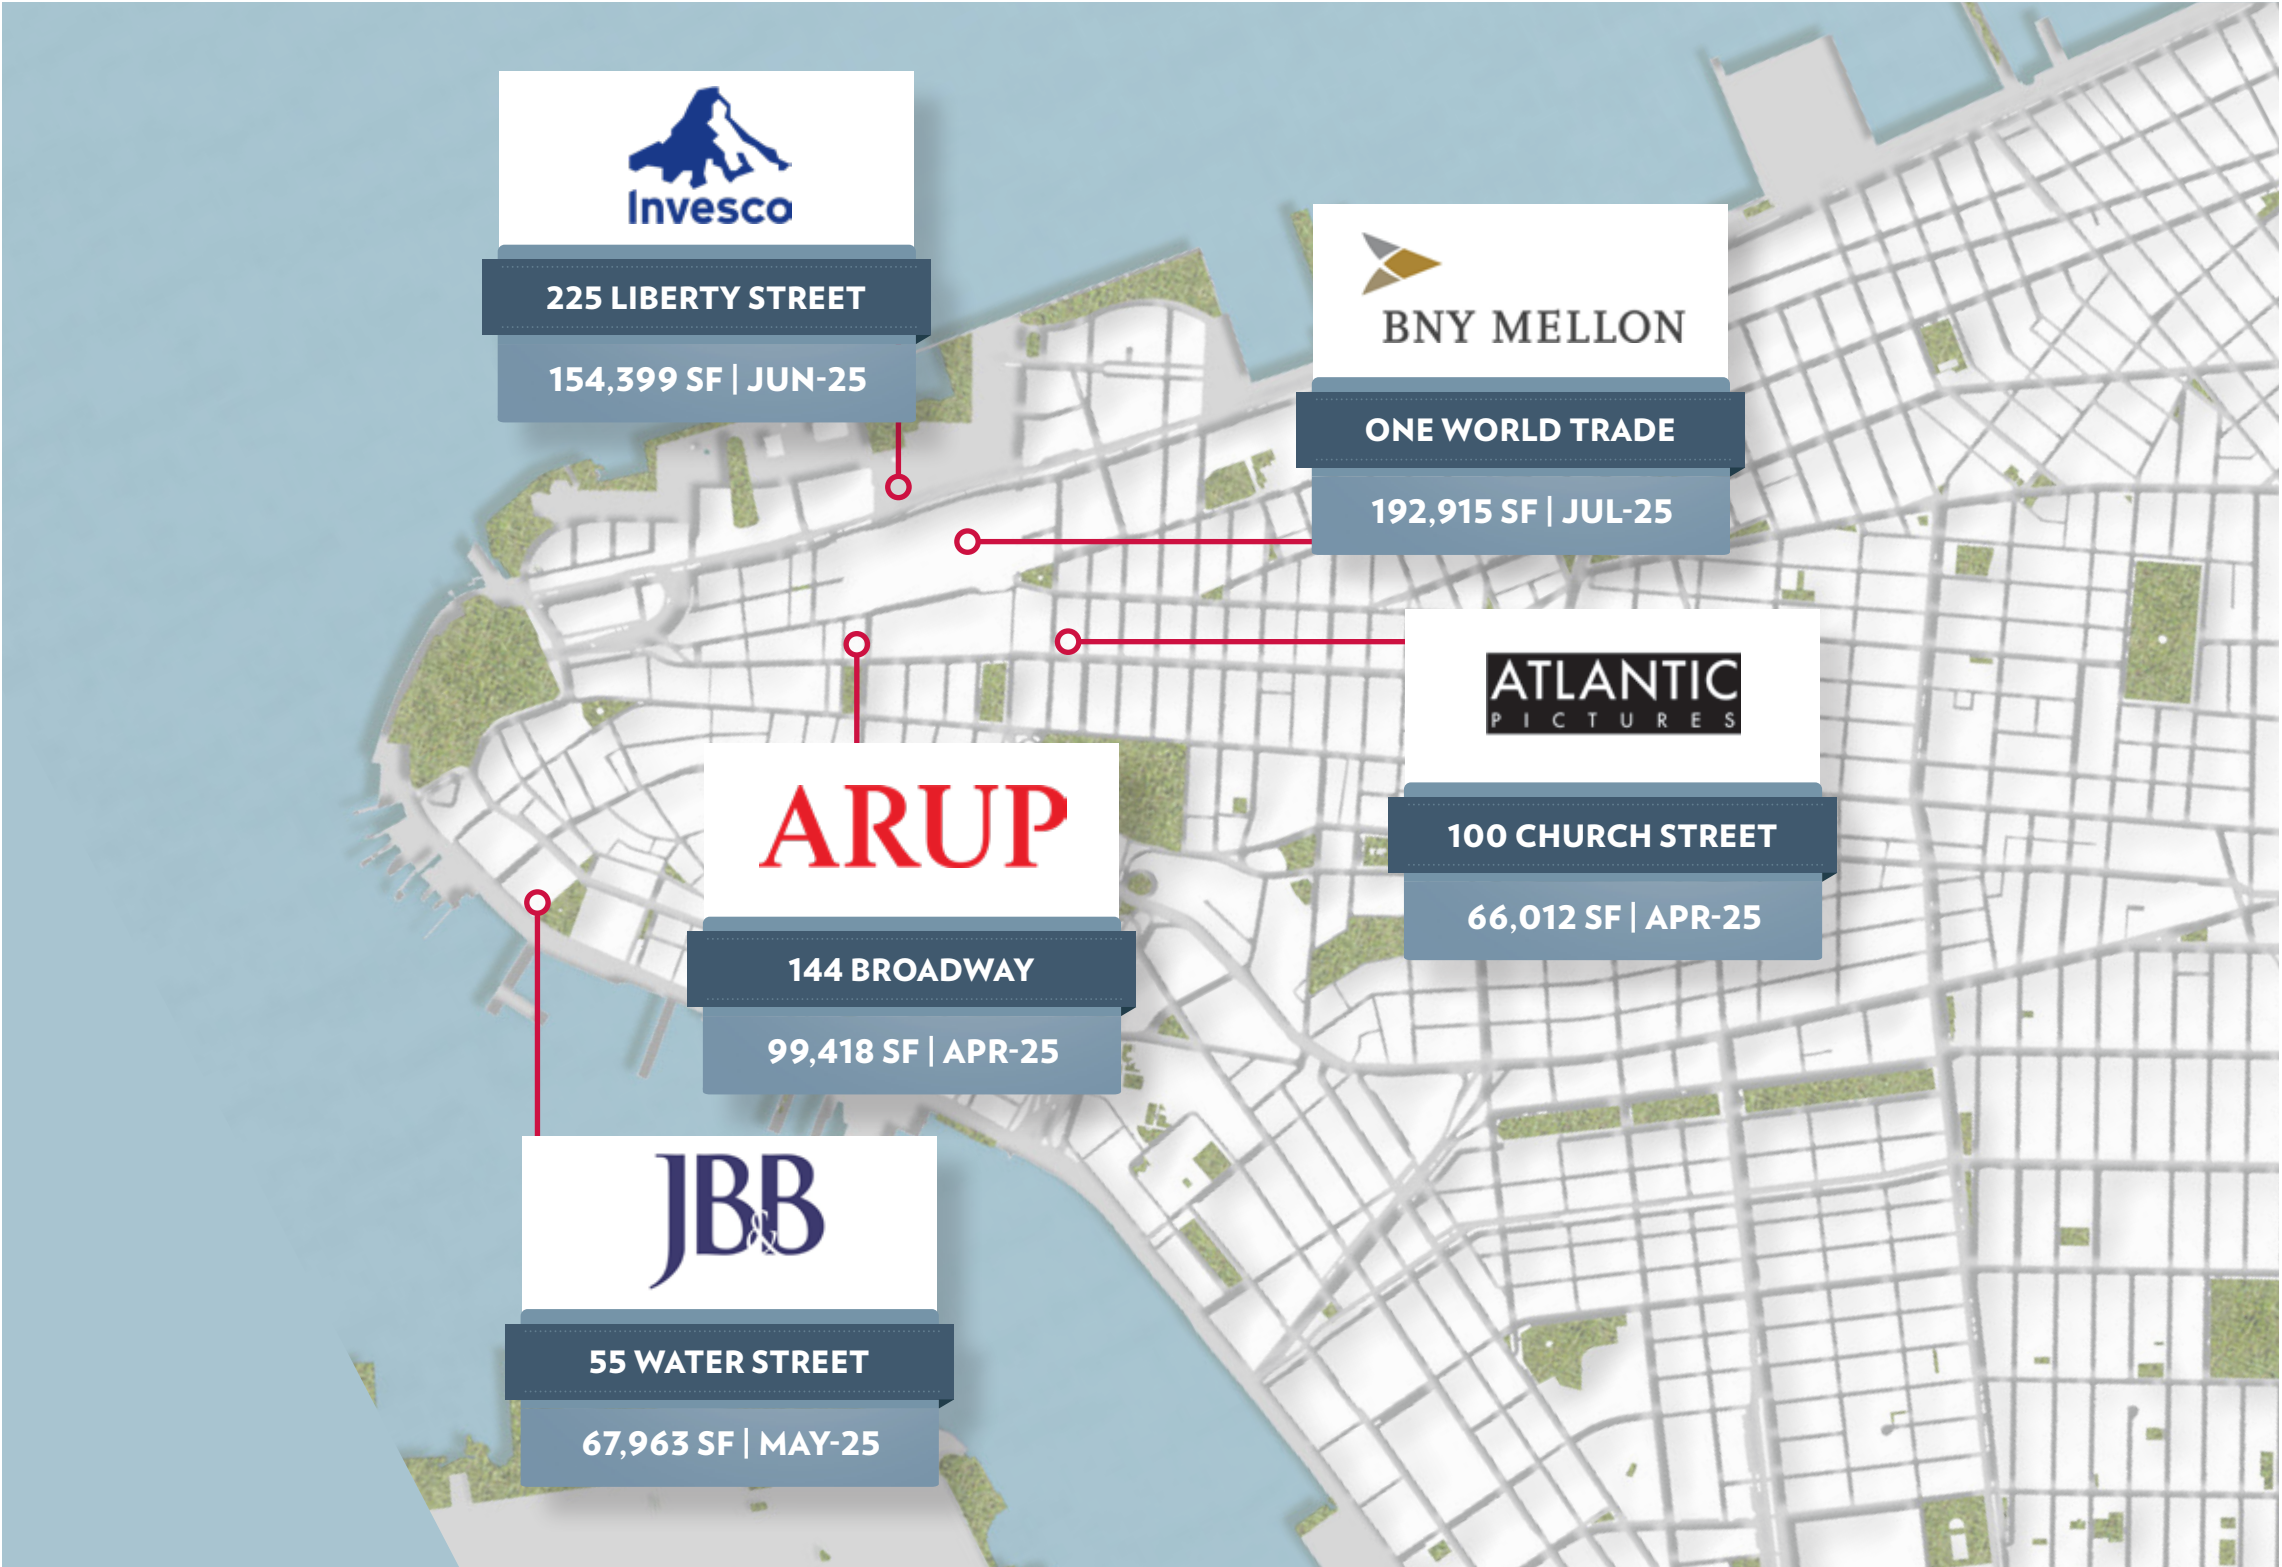 Invesco
225 LIBERTY STREET
154,399 SF | JUN-25
BNY MELLON
ONE WORLD TRADE
192,915 SF | JUL-25
ATLANTIC
PICTURES
100 CHURCH STREET
66,012 SF | APR-25
ARUP
144 BROADWAY
99,418 SF | APR-25
JB&B
55 WATER STREET
67,963 SF | MAY-25